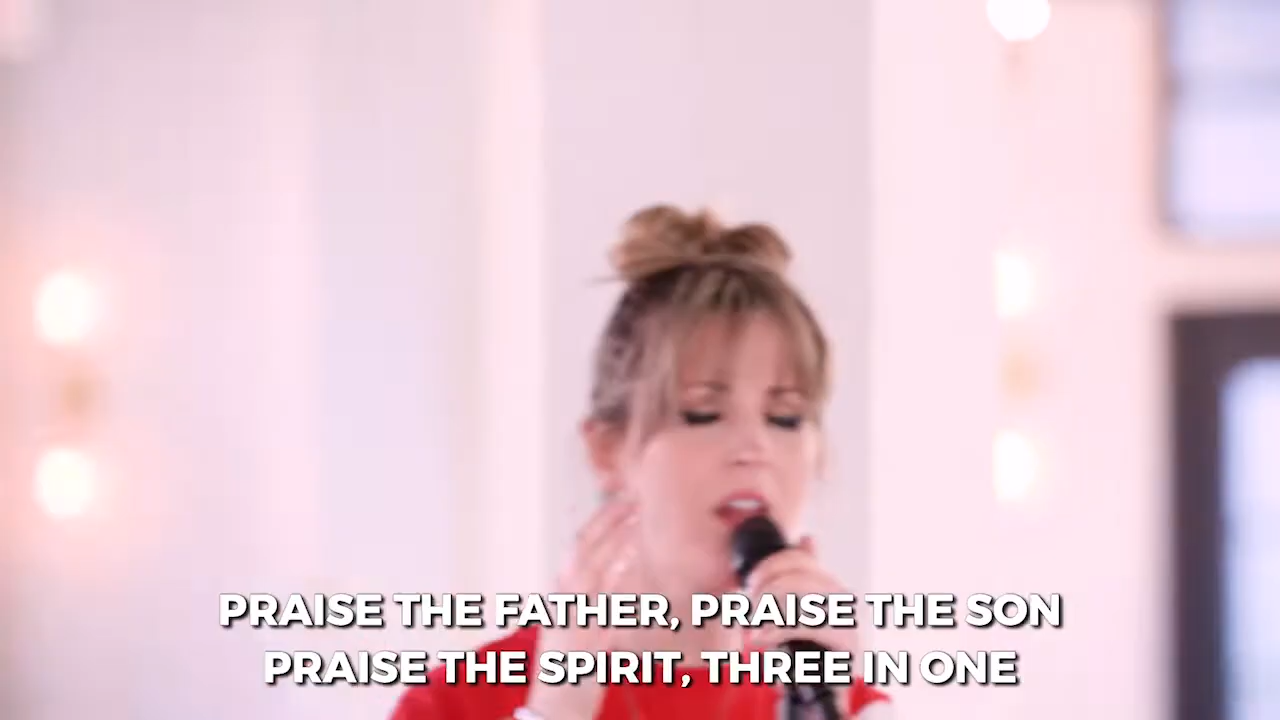 PRAISE THE FATHER, PRAISE THE SON
PRAISE THE SPIRIT, THREE IN ONE